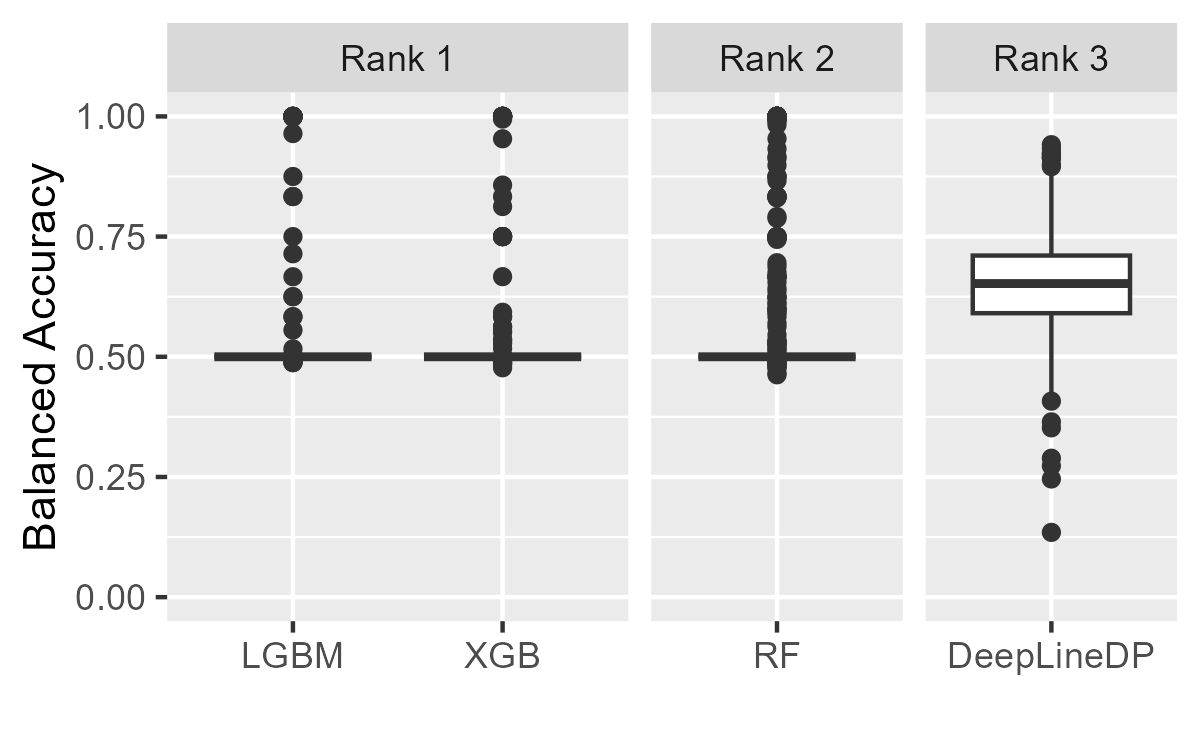 Rank 1
Rank 2
Rank 3
Balanced Accuracy
1.00
0.75
0.50
0.25
0.00
LGBM
XGB
RF
DeepLineDP